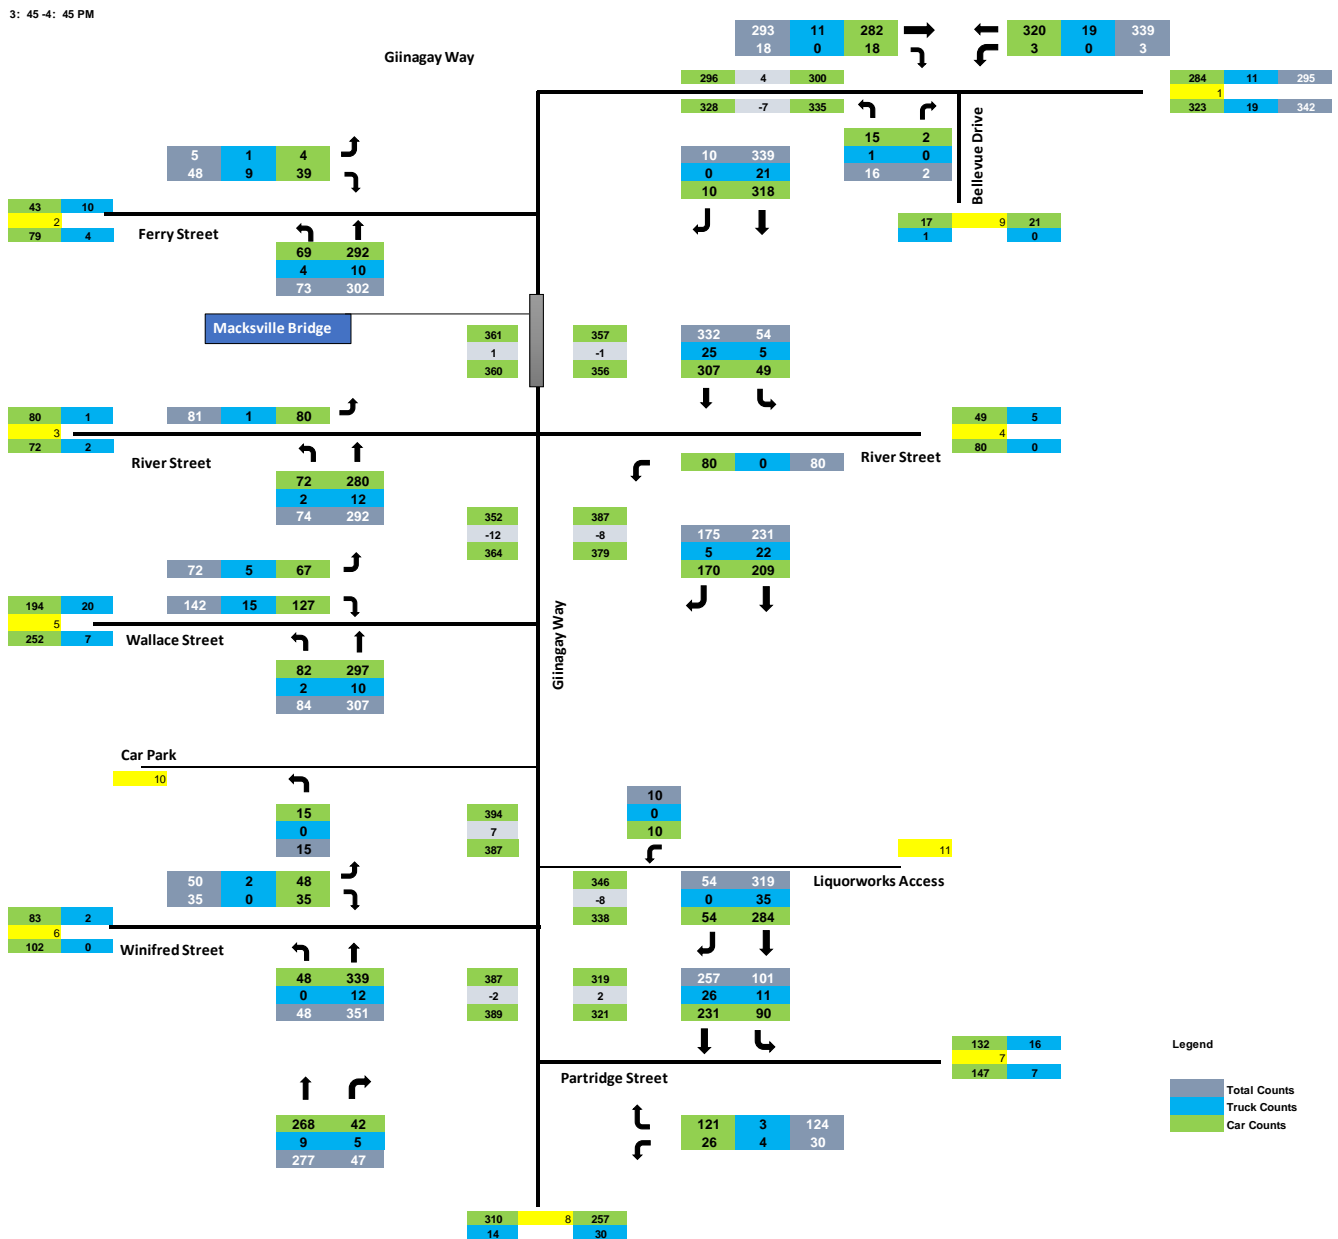 3: 45 -4: 45 PM
293 11 282
18 0 18
320 19 339
3 0 3
Giinagay Way
296 4 300
328 -7 335
284 11 295
1
323 19 342
Bellevue Drive
15 2
1 0
16 2
5 1 4
48 9 39
10 339
0 21
10 318
43 10
2
79 4
Ferry Street
17 9 21
1 0
69 292
4 10
73 302
Macksville Bridge
361
1
360
357
-1
356
332 54
25 5
307 49
80 1
3
72 2
81 1 80
49 5
4
80 0
River Street
River Street
80 0 80
72 280
2 12
74 292
352
-12
364
387
-8
379
175 231
5 22
170 209
72 5 67
142 15 127
194 20
5
252 7
Wallace Street
Giinagay Way
82 297
2 10
84 307
Car Park
10
15
0
15
394
7
387
10
0
10
11
Liquorworks Access
50 2 48
35 0 35
346
-8
338
54 319
0 35
54 284
83 2
6
102 0
Winifred Street
48 339
0 12
48 351
387
-2
389
319
2
321
257 101
26 11
231 90
132 16
7
147 7
Partridge Street
Legend
Total Counts
Truck Counts
Car Counts
268 42
9 5
277 47
121 3 124
26 4 30
310 8 257
14 30